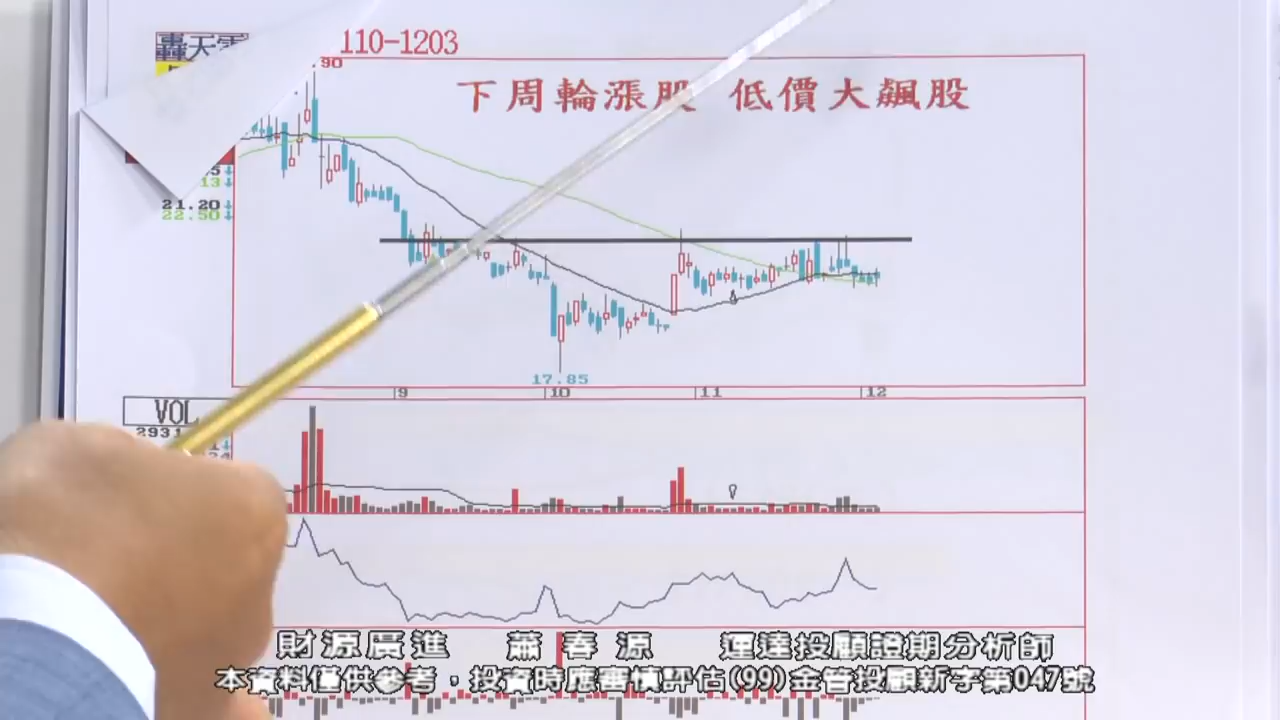 轟天
110-1203
.90
下周輪漲股 低價大飆股
13↓
21.20↓
22.50↓
17.85
9 10 11 12
VOL
2931
財源廣進 蕭春源 運達投顧證期分析師
本資料僅供參考，投資時應審慎評估(99)金管投顧新字第047號